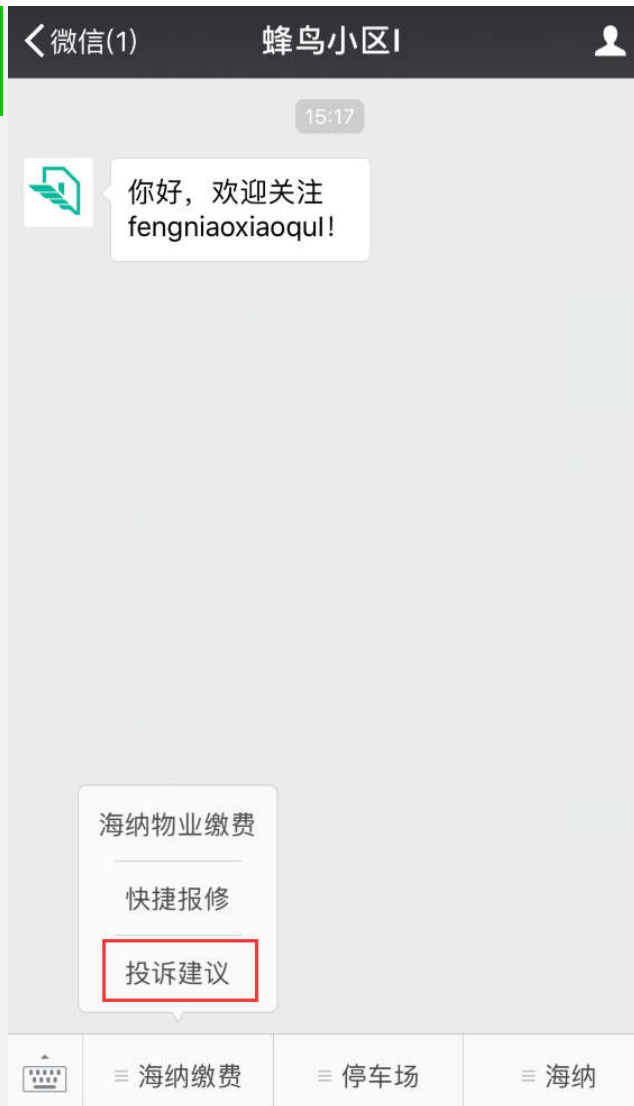 微信(1)
蜂鸟小区I
15:17
你好，欢迎关注
fengniaoxiaoquI!
海纳物业缴费
快捷报修
投诉建议
海纳缴费
停车场
海纳